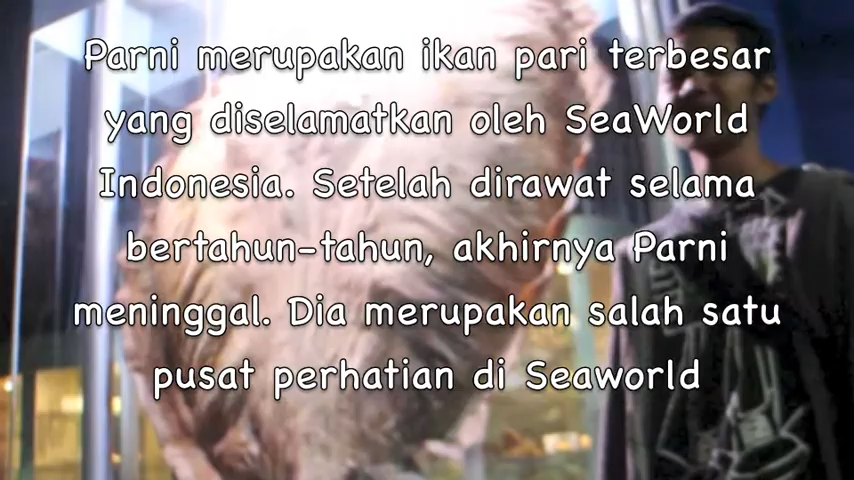 Parni merupakan ikan pari terbesar
yang diselamatkan oleh SeaWorld
Indonesia. Setelah dirawat selama
bertahun-tahun, akhirnya Parni
meninggal. Dia merupakan salah satu
pusat perhatian di Seaworld